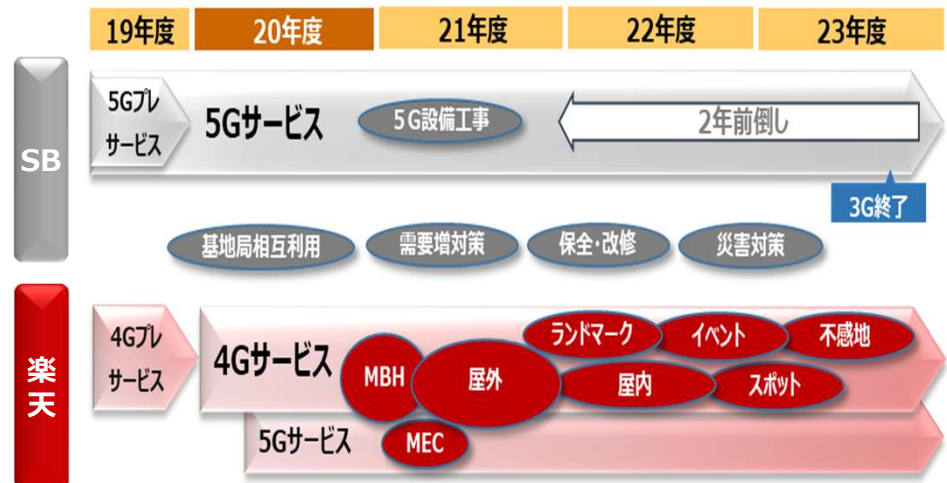 19年度
20年度
21年度
22年度
23年度
SB
5Gプレ
サービス
5Gサービス
5G設備工事
2年前倒し
3G終了
基地局相互利用
需要増対策
保全・改修
災害対策
楽天
4Gプレ
サービス
4Gサービス
MBH
屋外
ランドマーク
イベント
不感地
屋内
スポット
5Gサービス
MEC